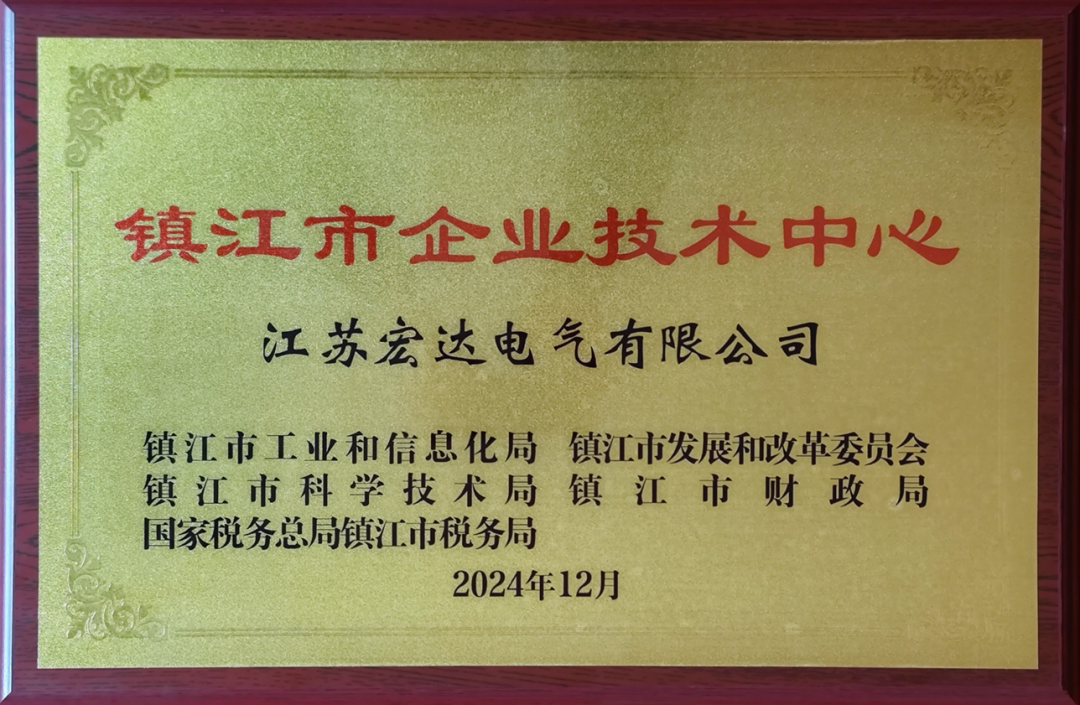 镇江市企业技术中心
江苏宏达电气有限公司
镇江市工业和信息化局 镇江市发展和改革委员会
镇江市科学技术局 镇江市财政局
国家税务总局镇江市税务局
2024年12月